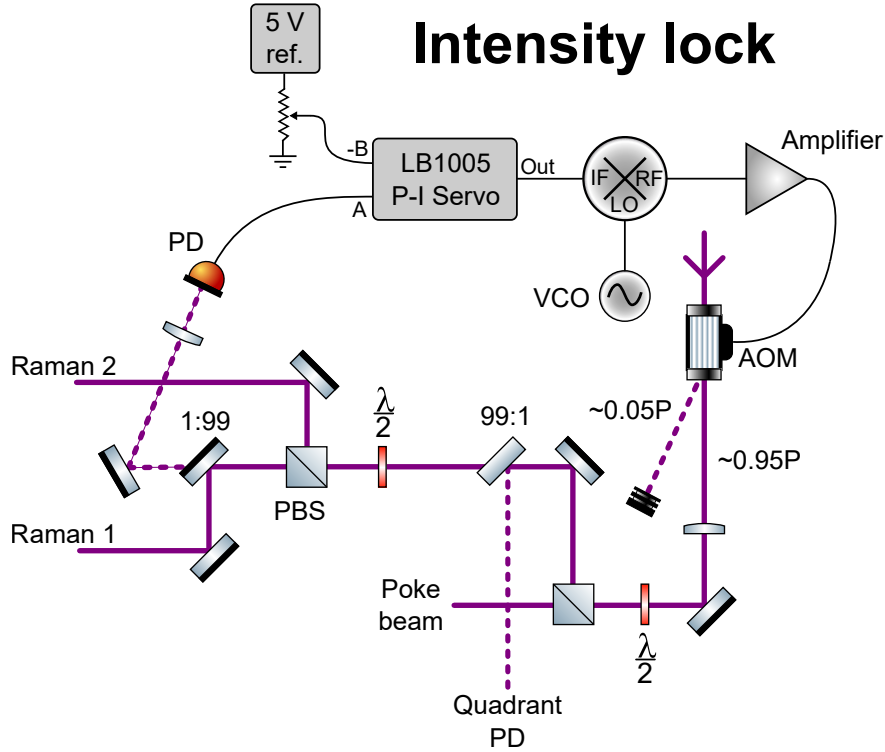 Intensity lock
5 V
ref.
-B
A
LB1005
P-I Servo
Out
IF
RF
LO
Amplifier
PD
VCO
AOM
Raman 2
1:99
λ
2
99:1
~0.05P
~0.95P
PBS
Raman 1
Poke
beam
λ
2
Quadrant
PD